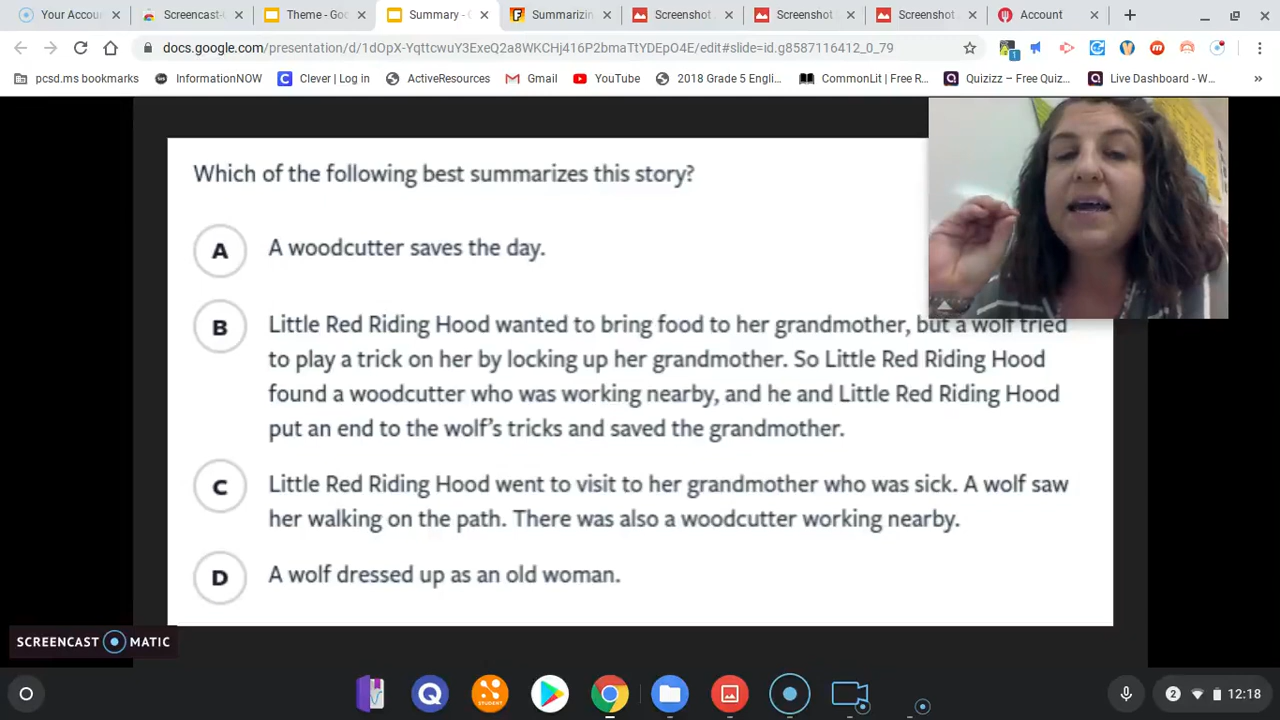 Your Accoun
Screencast-
Theme - Goo
Summary - G
Summarizin
Screenshot
Screenshot
Screenshot
Account
docs.google.com/presentation/d/1dOpX-YqttcwuY3ExeQ2a8WKCHj416P2bmaTtYDEpO4E/edit#slide=id.g8587116412_0_79
1
pcsd.ms bookmarks
InformationNOW
Clever | Log in
ActiveResources
Gmail
YouTube
2018 Grade 5 Engli...
CommonLit | Free R...
Quizizz – Free Quiz...
Live Dashboard - W...
»
Which of the following best summarizes this story?
A A woodcutter saves the day.
B Little Red Riding Hood wanted to bring food to her grandmother, but a wolf tried
to play a trick on her by locking up her grandmother. So Little Red Riding Hood
found a woodcutter who was working nearby, and he and Little Red Riding Hood
put an end to the wolf's tricks and saved the grandmother.
C Little Red Riding Hood went to visit to her grandmother who was sick. A wolf saw
her walking on the path. There was also a woodcutter working nearby.
D A wolf dressed up as an old woman.
SCREENCAST MATIC
STUDENT
2
12:18